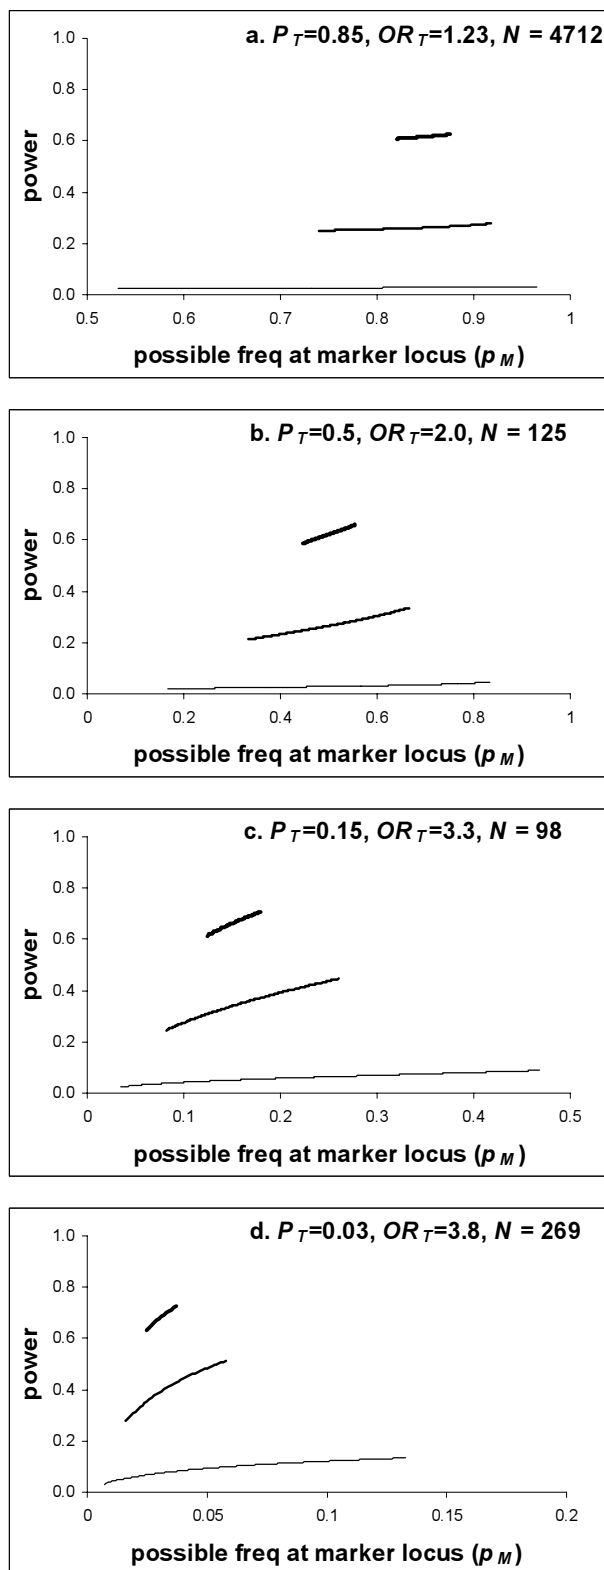 a. P T=0.85, OR T=1.23, N = 4712
1.0
0.8
0.6
0.4
0.2
0.0
power
0.5 0.6 0.7 0.8 0.9 1
possible freq at marker locus (p M)
b. P T=0.5, OR T=2.0, N = 125
1.0
0.8
0.6
0.4
0.2
0.0
power
0 0.2 0.4 0.6 0.8 1
possible freq at marker locus (p M)
c. P T=0.15, OR T=3.3, N = 98
1.0
0.8
0.6
0.4
0.2
0.0
power
0 0.1 0.2 0.3 0.4 0.5
possible freq at marker locus (p M)
d. P T=0.03, OR T=3.8, N = 269
1.0
0.8
0.6
0.4
0.2
0.0
power
0 0.05 0.1 0.15 0.2
possible freq at marker locus (p M)